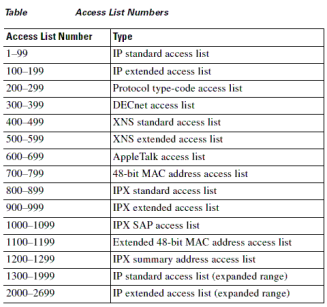 Table Access List Numbers
Access List Number Type
1–99 IP standard access list
100–199 IP extended access list
200–299 Protocol type-code access list
300–399 DECnet access list
400–499 XNS standard access list
500–599 XNS extended access list
600–699 AppleTalk access list
700–799 48-bit MAC address access list
800–899 IPX standard access list
900–999 IPX extended access list
1000–1099 IPX SAP access list
1100–1199 Extended 48-bit MAC address access list
1200–1299 IPX summary address access list
1300–1999 IP standard access list (expanded range)
2000–2699 IP extended access list (expanded range)